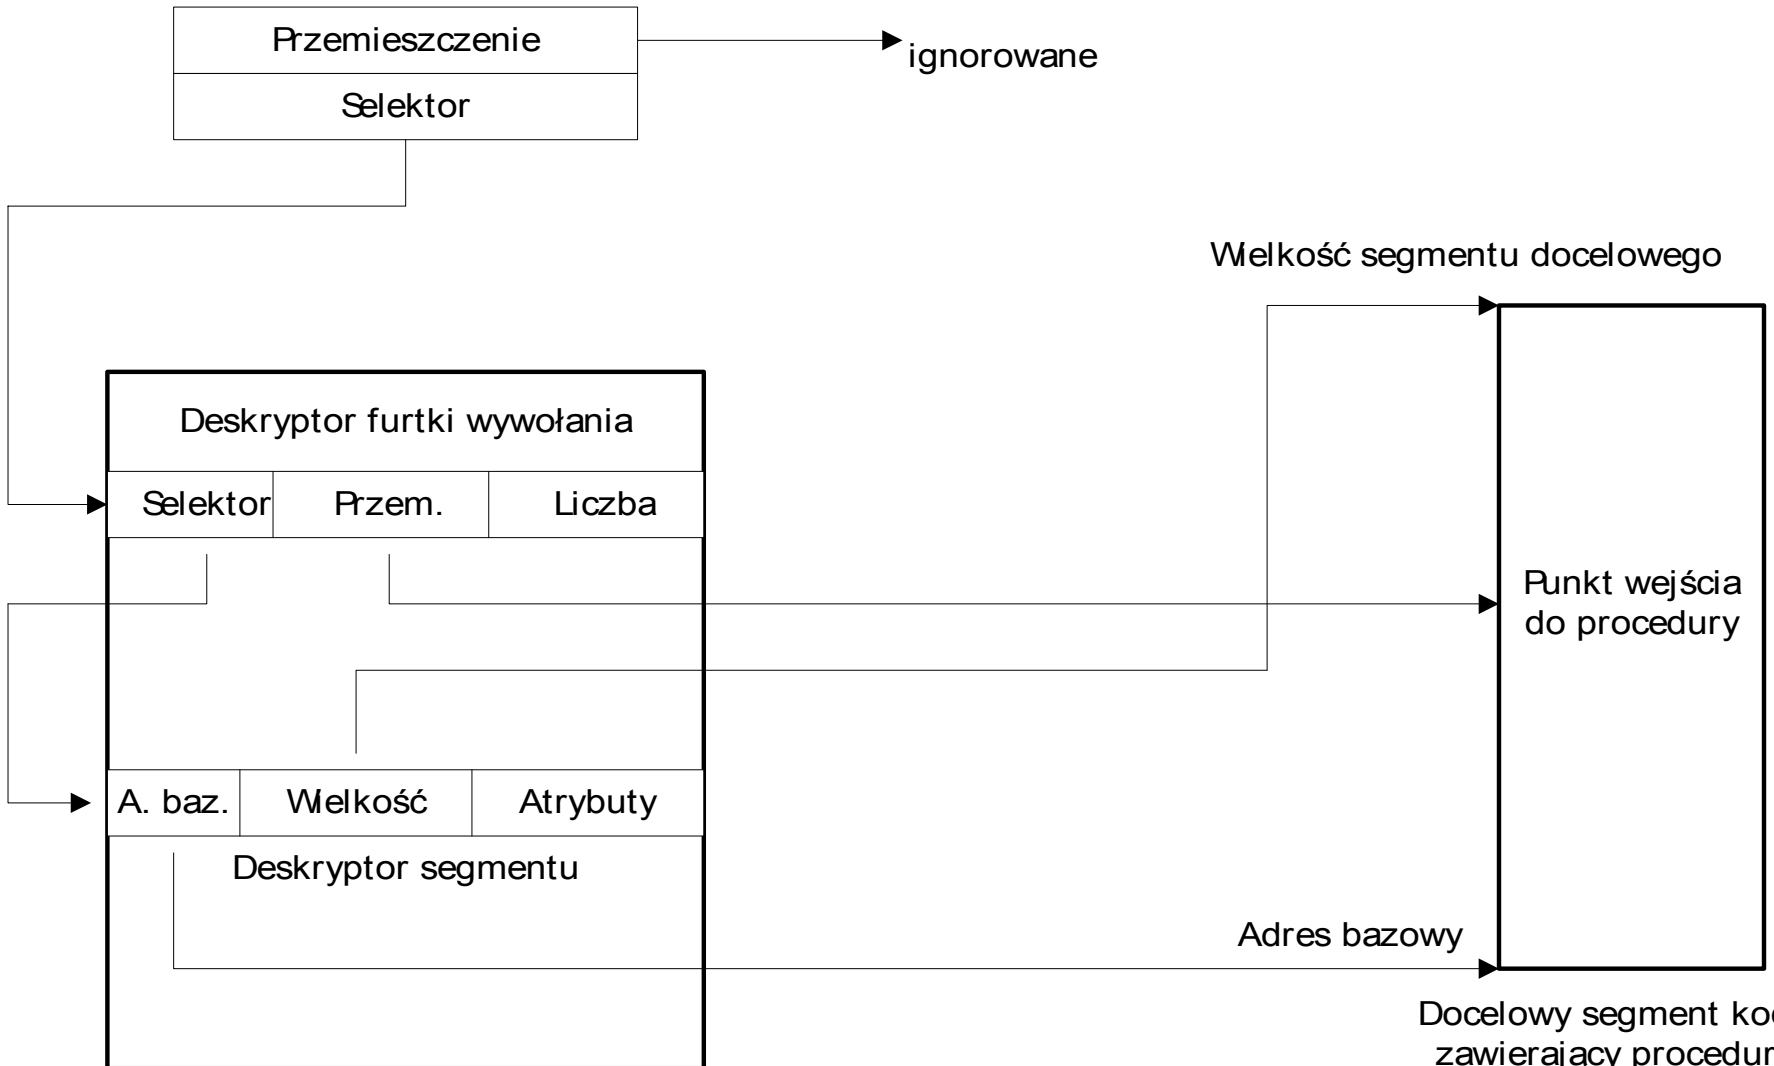 Przemieszczenie
ignorowane
Selektor
Wielkość segmentu docelowego
Deskryptor furtki wywołania
Selektor Przem. Liczba
Punkt wejścia
do procedury
A. baz. Wielkość Atrybuty
Deskryptor segmentu
Adres bazowy
Docelowy segment
zawierający